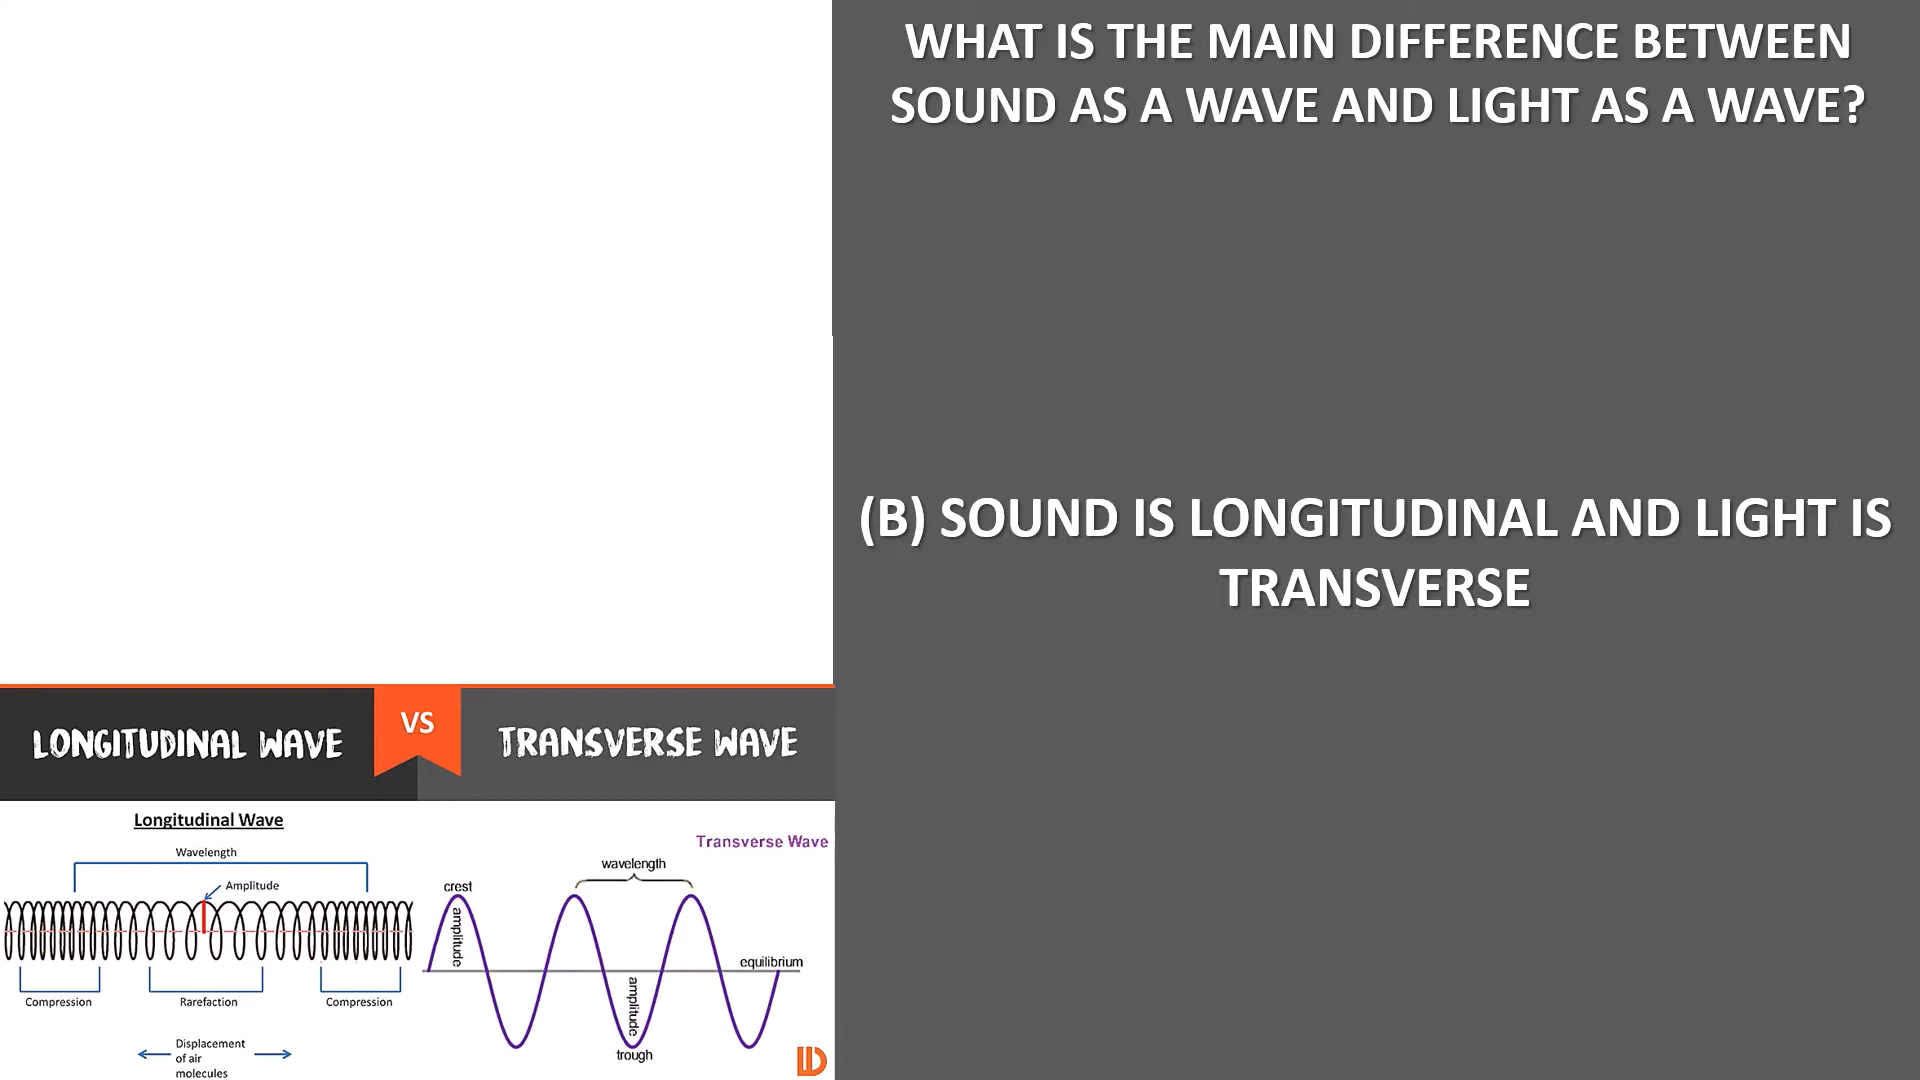 WHAT IS THE MAIN DIFFERENCE BETWEEN
SOUND AS A WAVE AND LIGHT AS A WAVE?
(B) SOUND IS LONGITUDINAL AND LIGHT IS
TRANSVERSE
LONGITUDINAL WAVE
VS
TRANSVERSE WAVE
Longitudinal Wave
Wavelength
Amplitude
Compression
Rarefaction
Compression
Displacement
of air
molecules
Transverse Wave
wavelength
crest
amplitude
equilibrium
amplitude
trough